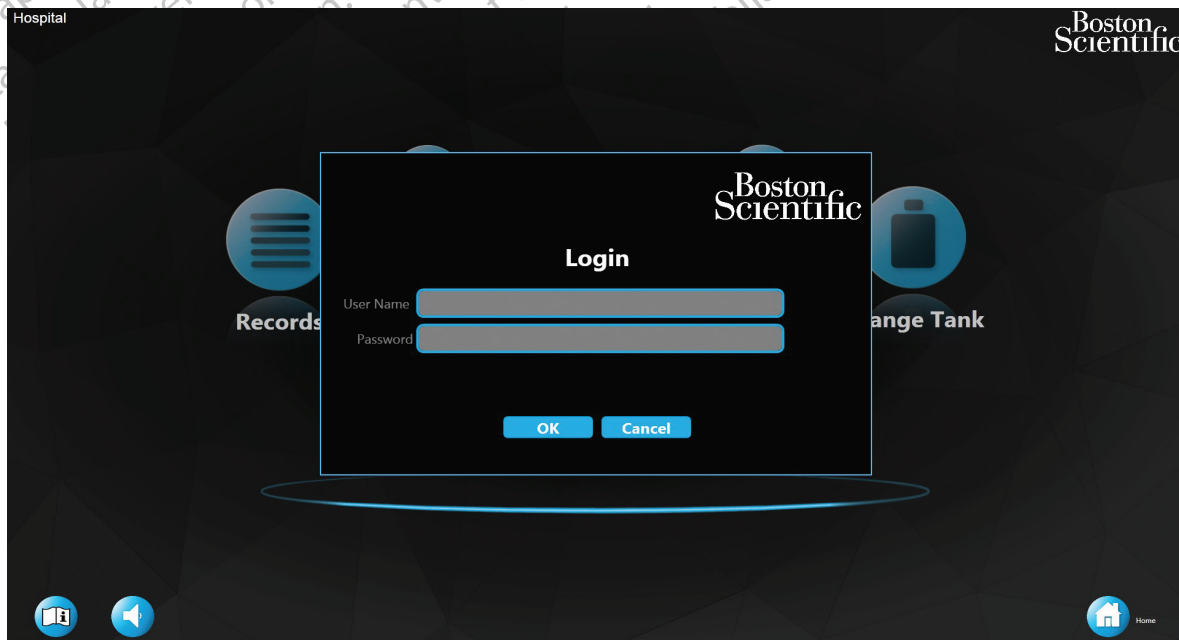 Hospital
Boston
Scientific
Boston
Scientific
Login
User Name
Password
Records
ange Tank
OK
Cancel
Home